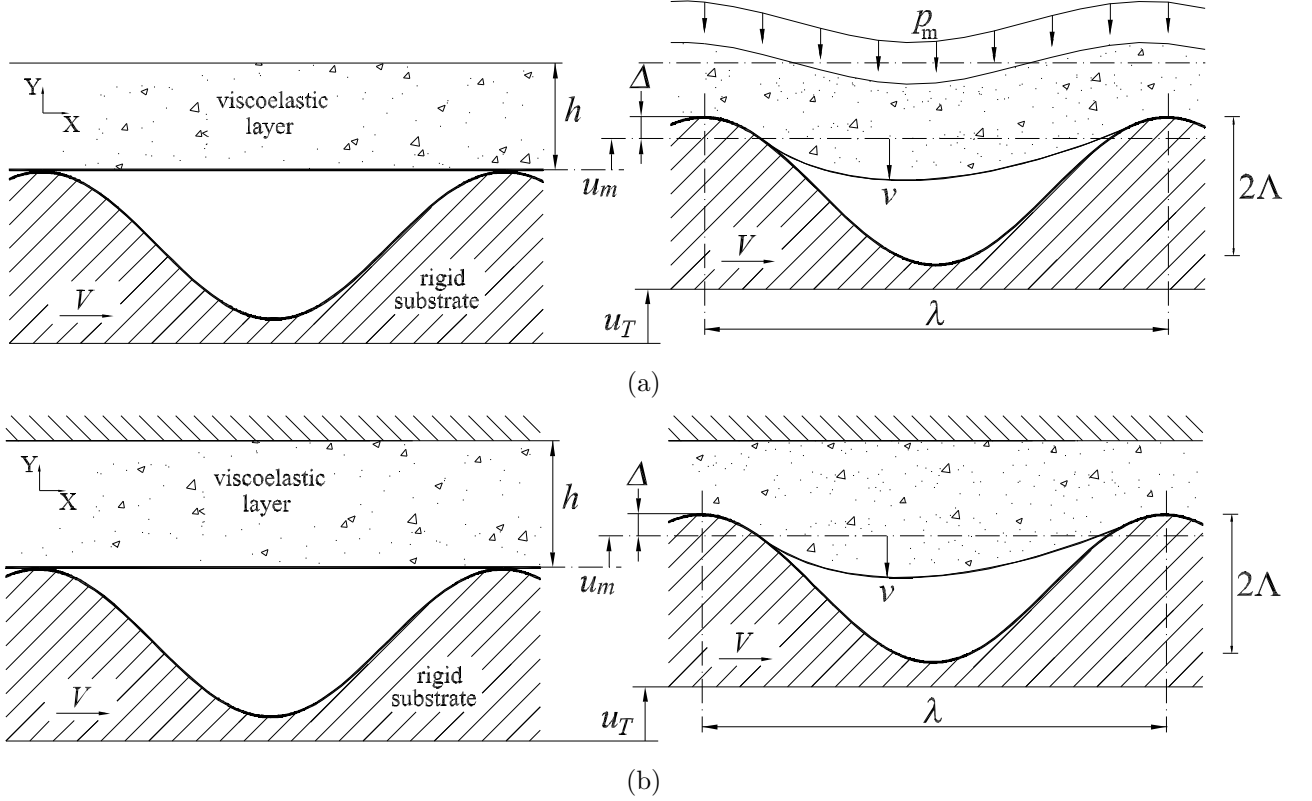 p_m
Y
X
viscoelastic
layer
h
Δ
u_m
v
2Λ
V
rigid
substrate
V
u_T
λ
(a)
Y
X
viscoelastic
layer
h
Δ
u_m
v
2Λ
V
rigid
substrate
V
u_T
λ
(b)